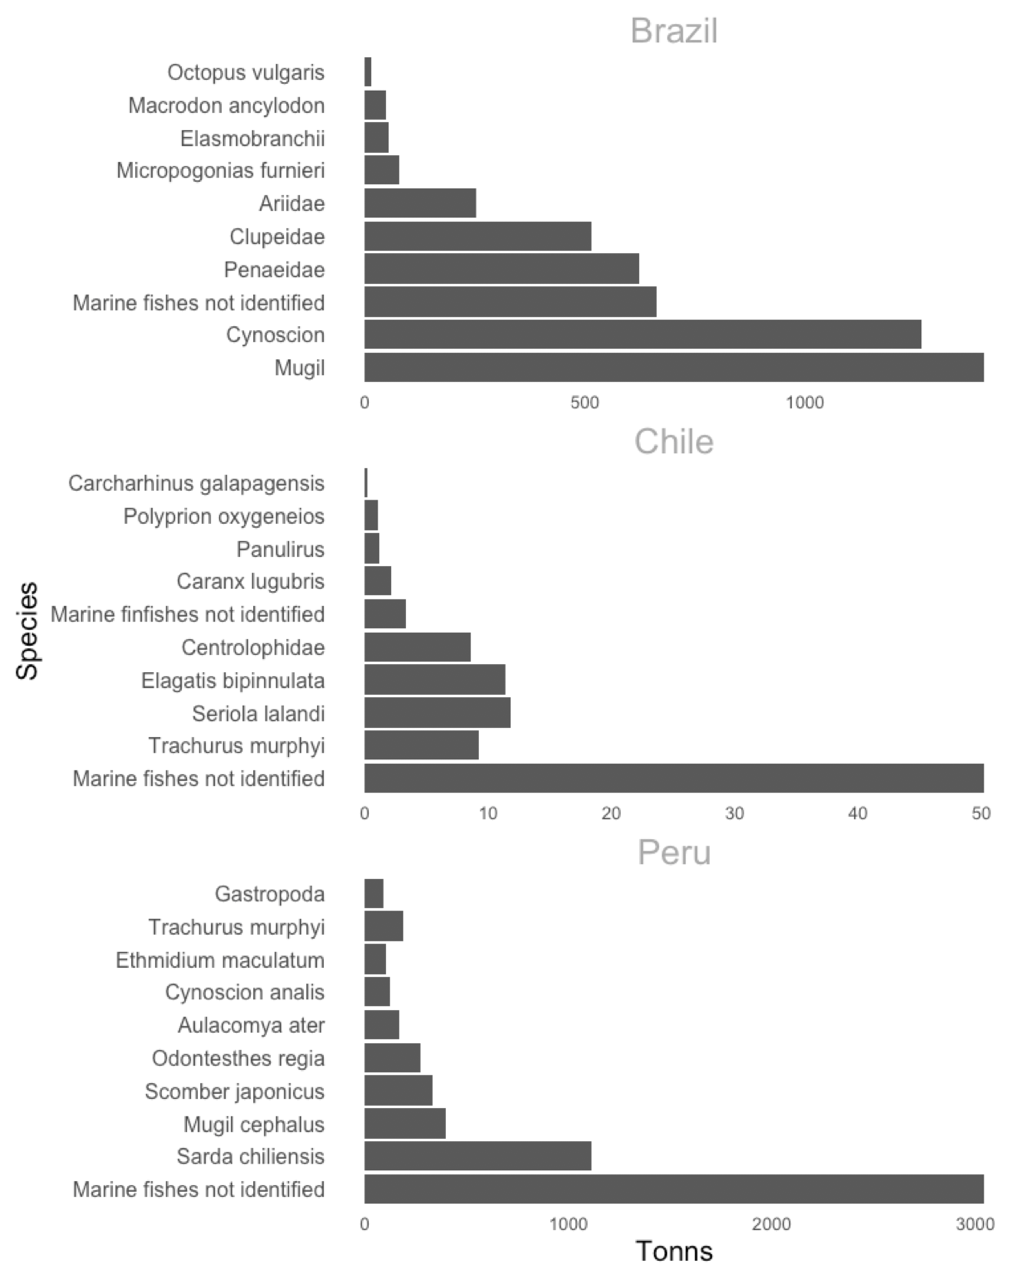 Brazil
Octopus vulgaris
Macrodon ancylodon
Elasmobranchii
Micropogonias furnieri
Ariidae
Clupeidae
Penaeidae
Marine fishes not identified
Cynoscion
Mugil
0 500 1000
Chile
Carcharhinus galapagensis
Polyprion oxygeneios
Panulirus
Caranx lugubris
Marine finfishes not identified
Centrolophidae
Elagatis bipinnulata
Seriola lalandi
Trachurus murphyi
Marine fishes not identified
0 10 20 30 40 50
Species
Peru
Gastropoda
Trachurus murphyi
Ethmidium maculatum
Cynoscion analis
Aulacomya ater
Odontesthes regia
Scomber japonicus
Mugil cephalus
Sarda chiliensis
Marine fishes not identified
0 1000 2000 3000
Tonns